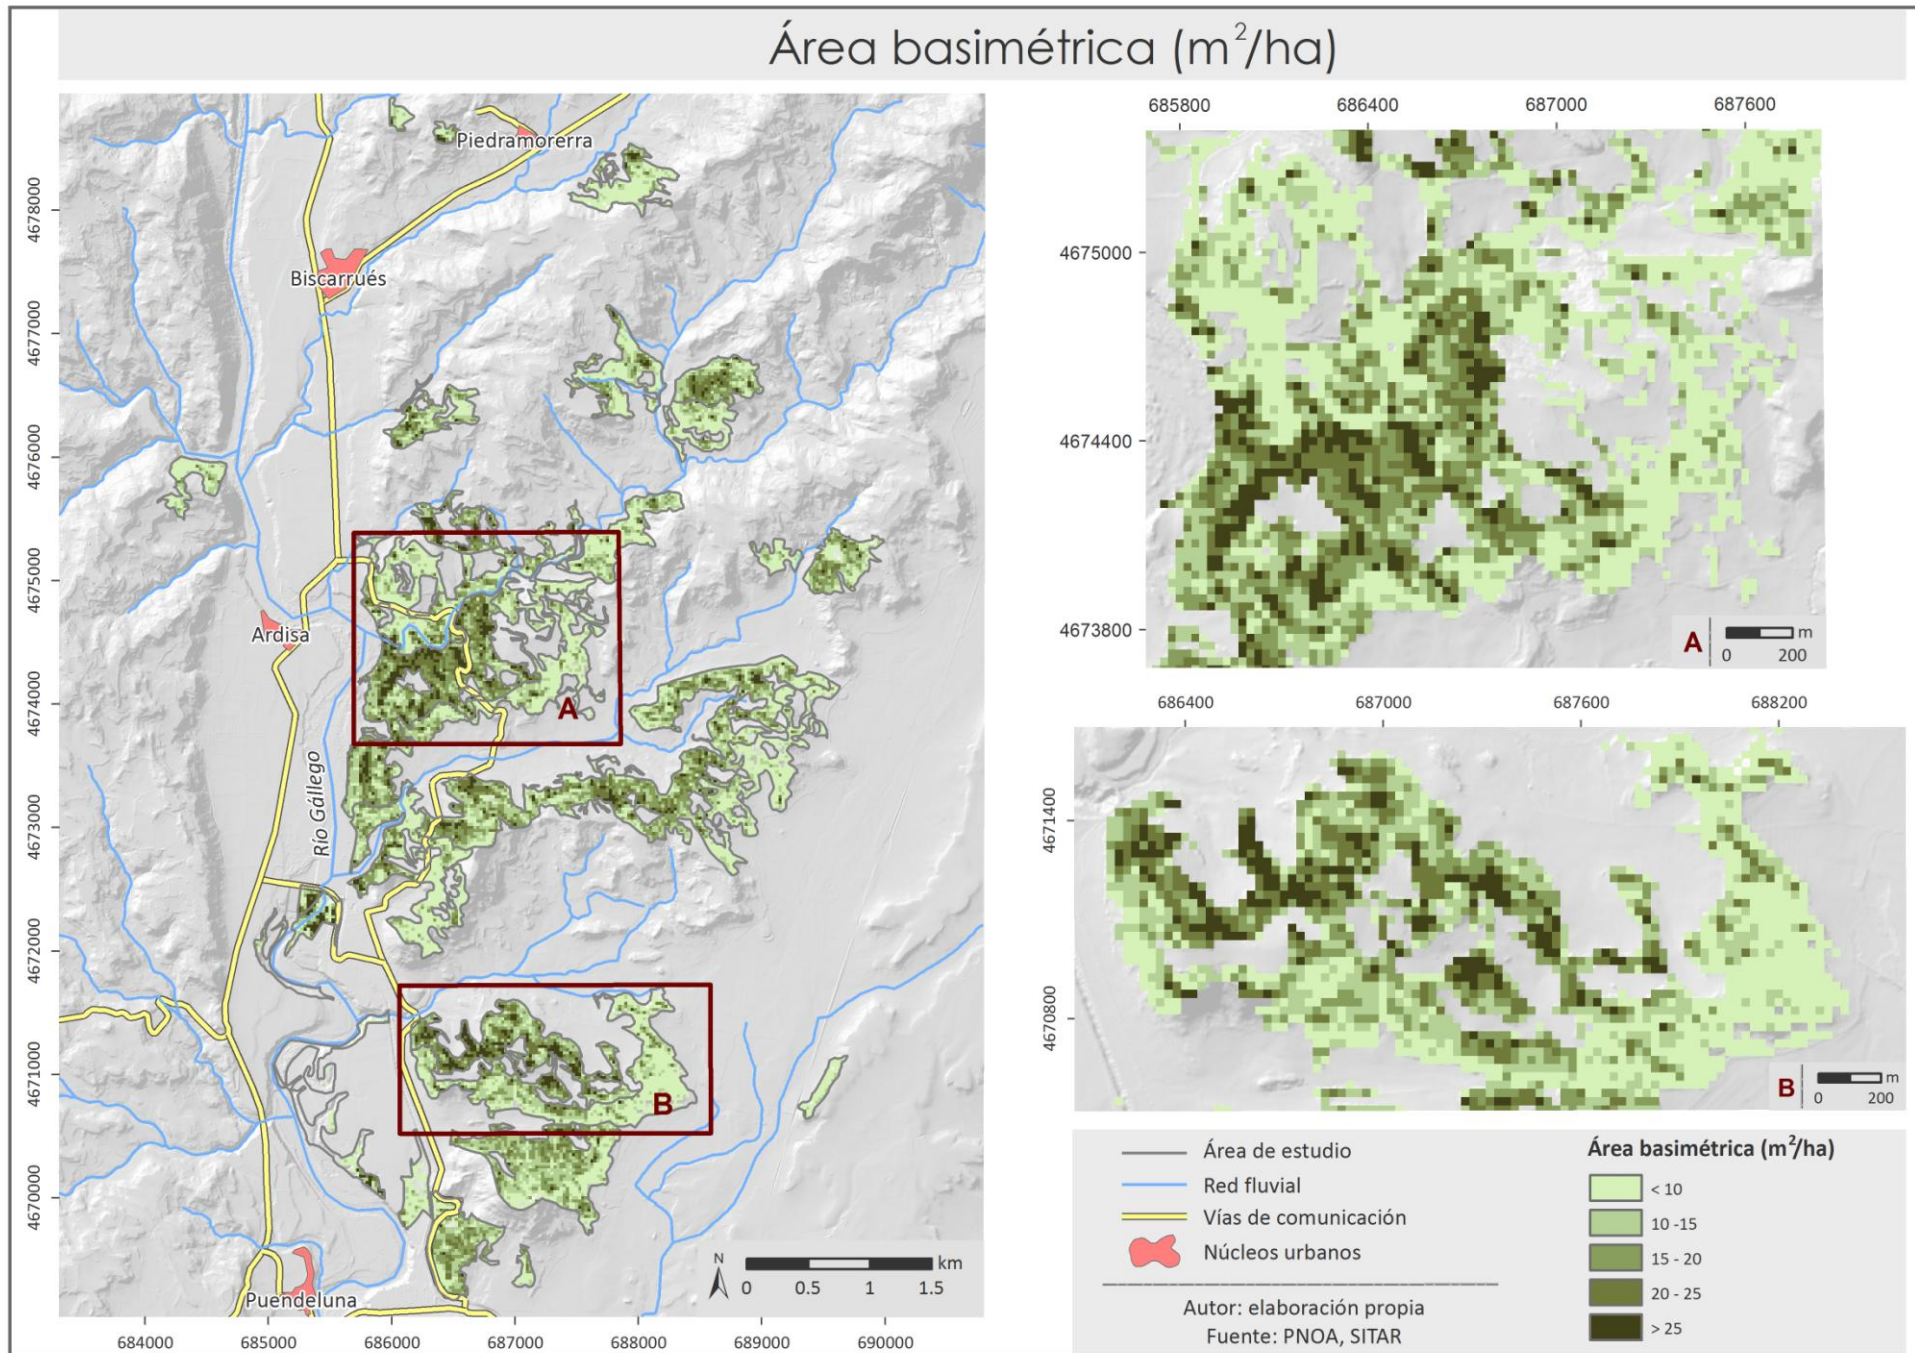 Área basimétrica (m²/ha)
Piedramorerra
Biscarrués
Ardisa
Río Gállego
Puendeluna
A
B
4678000
4677000
4676000
4675000
4674000
4673000
4672000
4671000
4670000
684000 685000 686000 687000 688000 689000 690000
N
0 0.5 1 1.5 km
685800 686400 687000 687600
4675000
4674400
4673800
A
m
0 200
686400 687000 687600 688200
4671400
4670800
B
m
0 200
Área de estudio
Red fluvial
Vías de comunicación
Núcleos urbanos
Autor: elaboración propia
Fuente: PNOA, SITAR
Área basimétrica (m²/ha)
< 10
10 -15
15 - 20
20 - 25
> 25